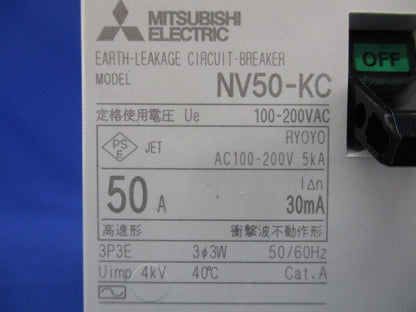 MITSUBISHI
ELECTRIC
OFF
EARTH-LEAKAGE CIRCUIT-BREAKER
MODEL NV50-KC
定格使用電圧 Ue 100-200VAC
PS
E JET RYOYO
AC100-200V 5kA
50 A IΔn
30mA
高速形 衝撃波不動作形
3P3E 3φ3W 50/60Hz
Uimp 4kV 40℃ Cat.A